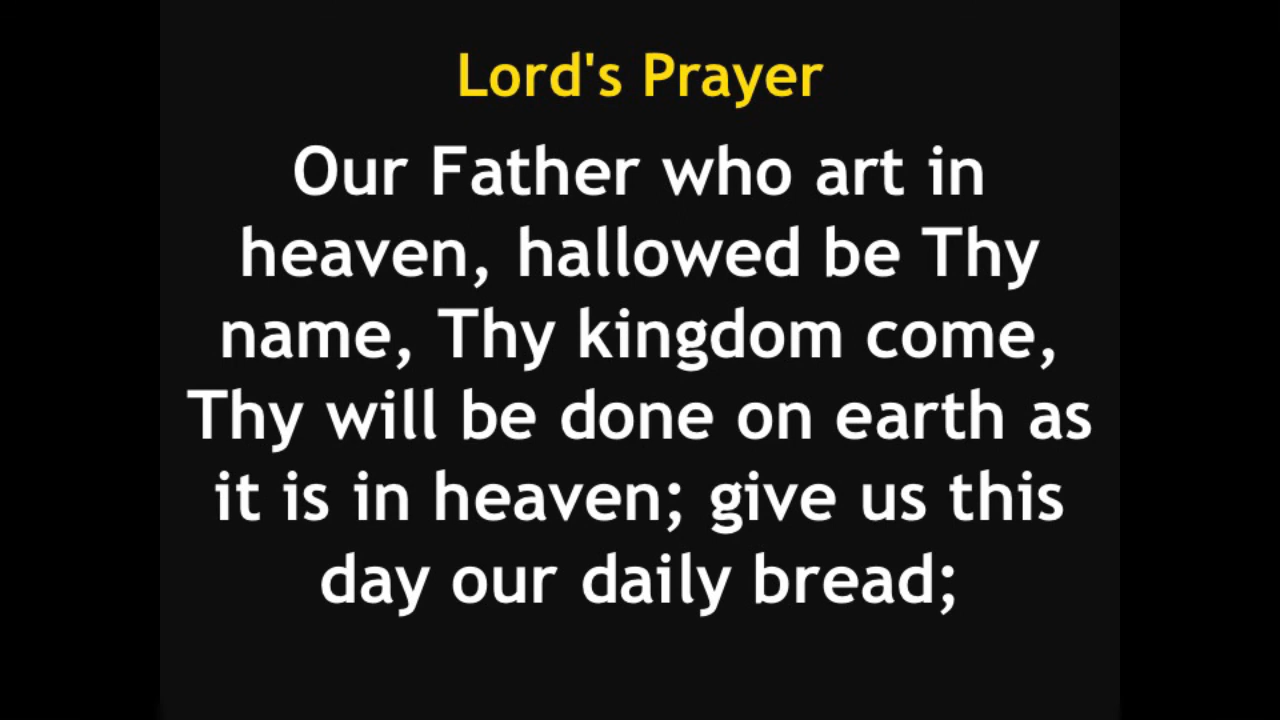 Lord's Prayer
Our Father who art in
heaven, hallowed be Thy
name, Thy kingdom come,
Thy will be done on earth as
it is in heaven; give us this
day our daily bread;